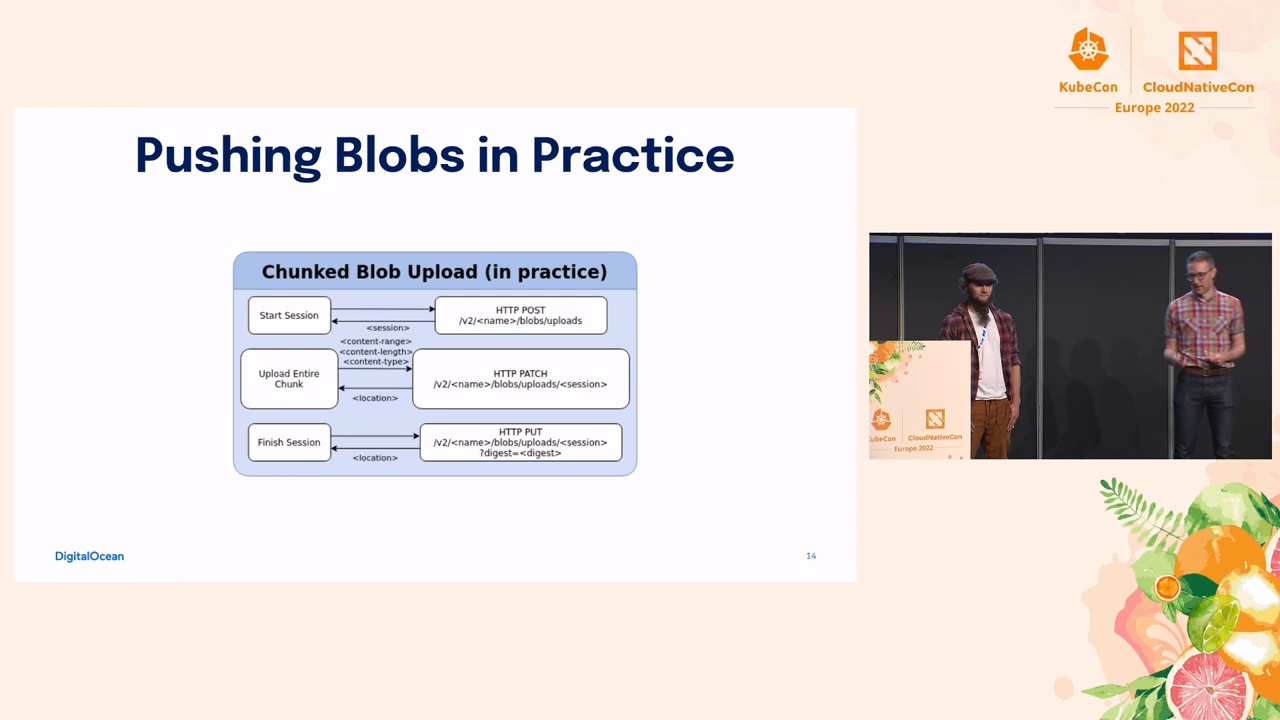 KubeCon
CloudNativeCon
Europe 2022
Pushing Blobs in Practice
Chunked Blob Upload (in practice)
Start Session
<session>
HTTP POST
/v2/<name>/blobs/uploads
<content-range>
<content-length>
<content-type>
Upload Entire
Chunk
<location>
HTTP PATCH
/v2/<name>/blobs/uploads/<session>
Finish Session
<location>
HTTP PUT
/v2/<name>/blobs/uploads/<session>
?digest=<digest>
DigitalOcean
14
KubeCon
CloudNativeCon
Europe 2022